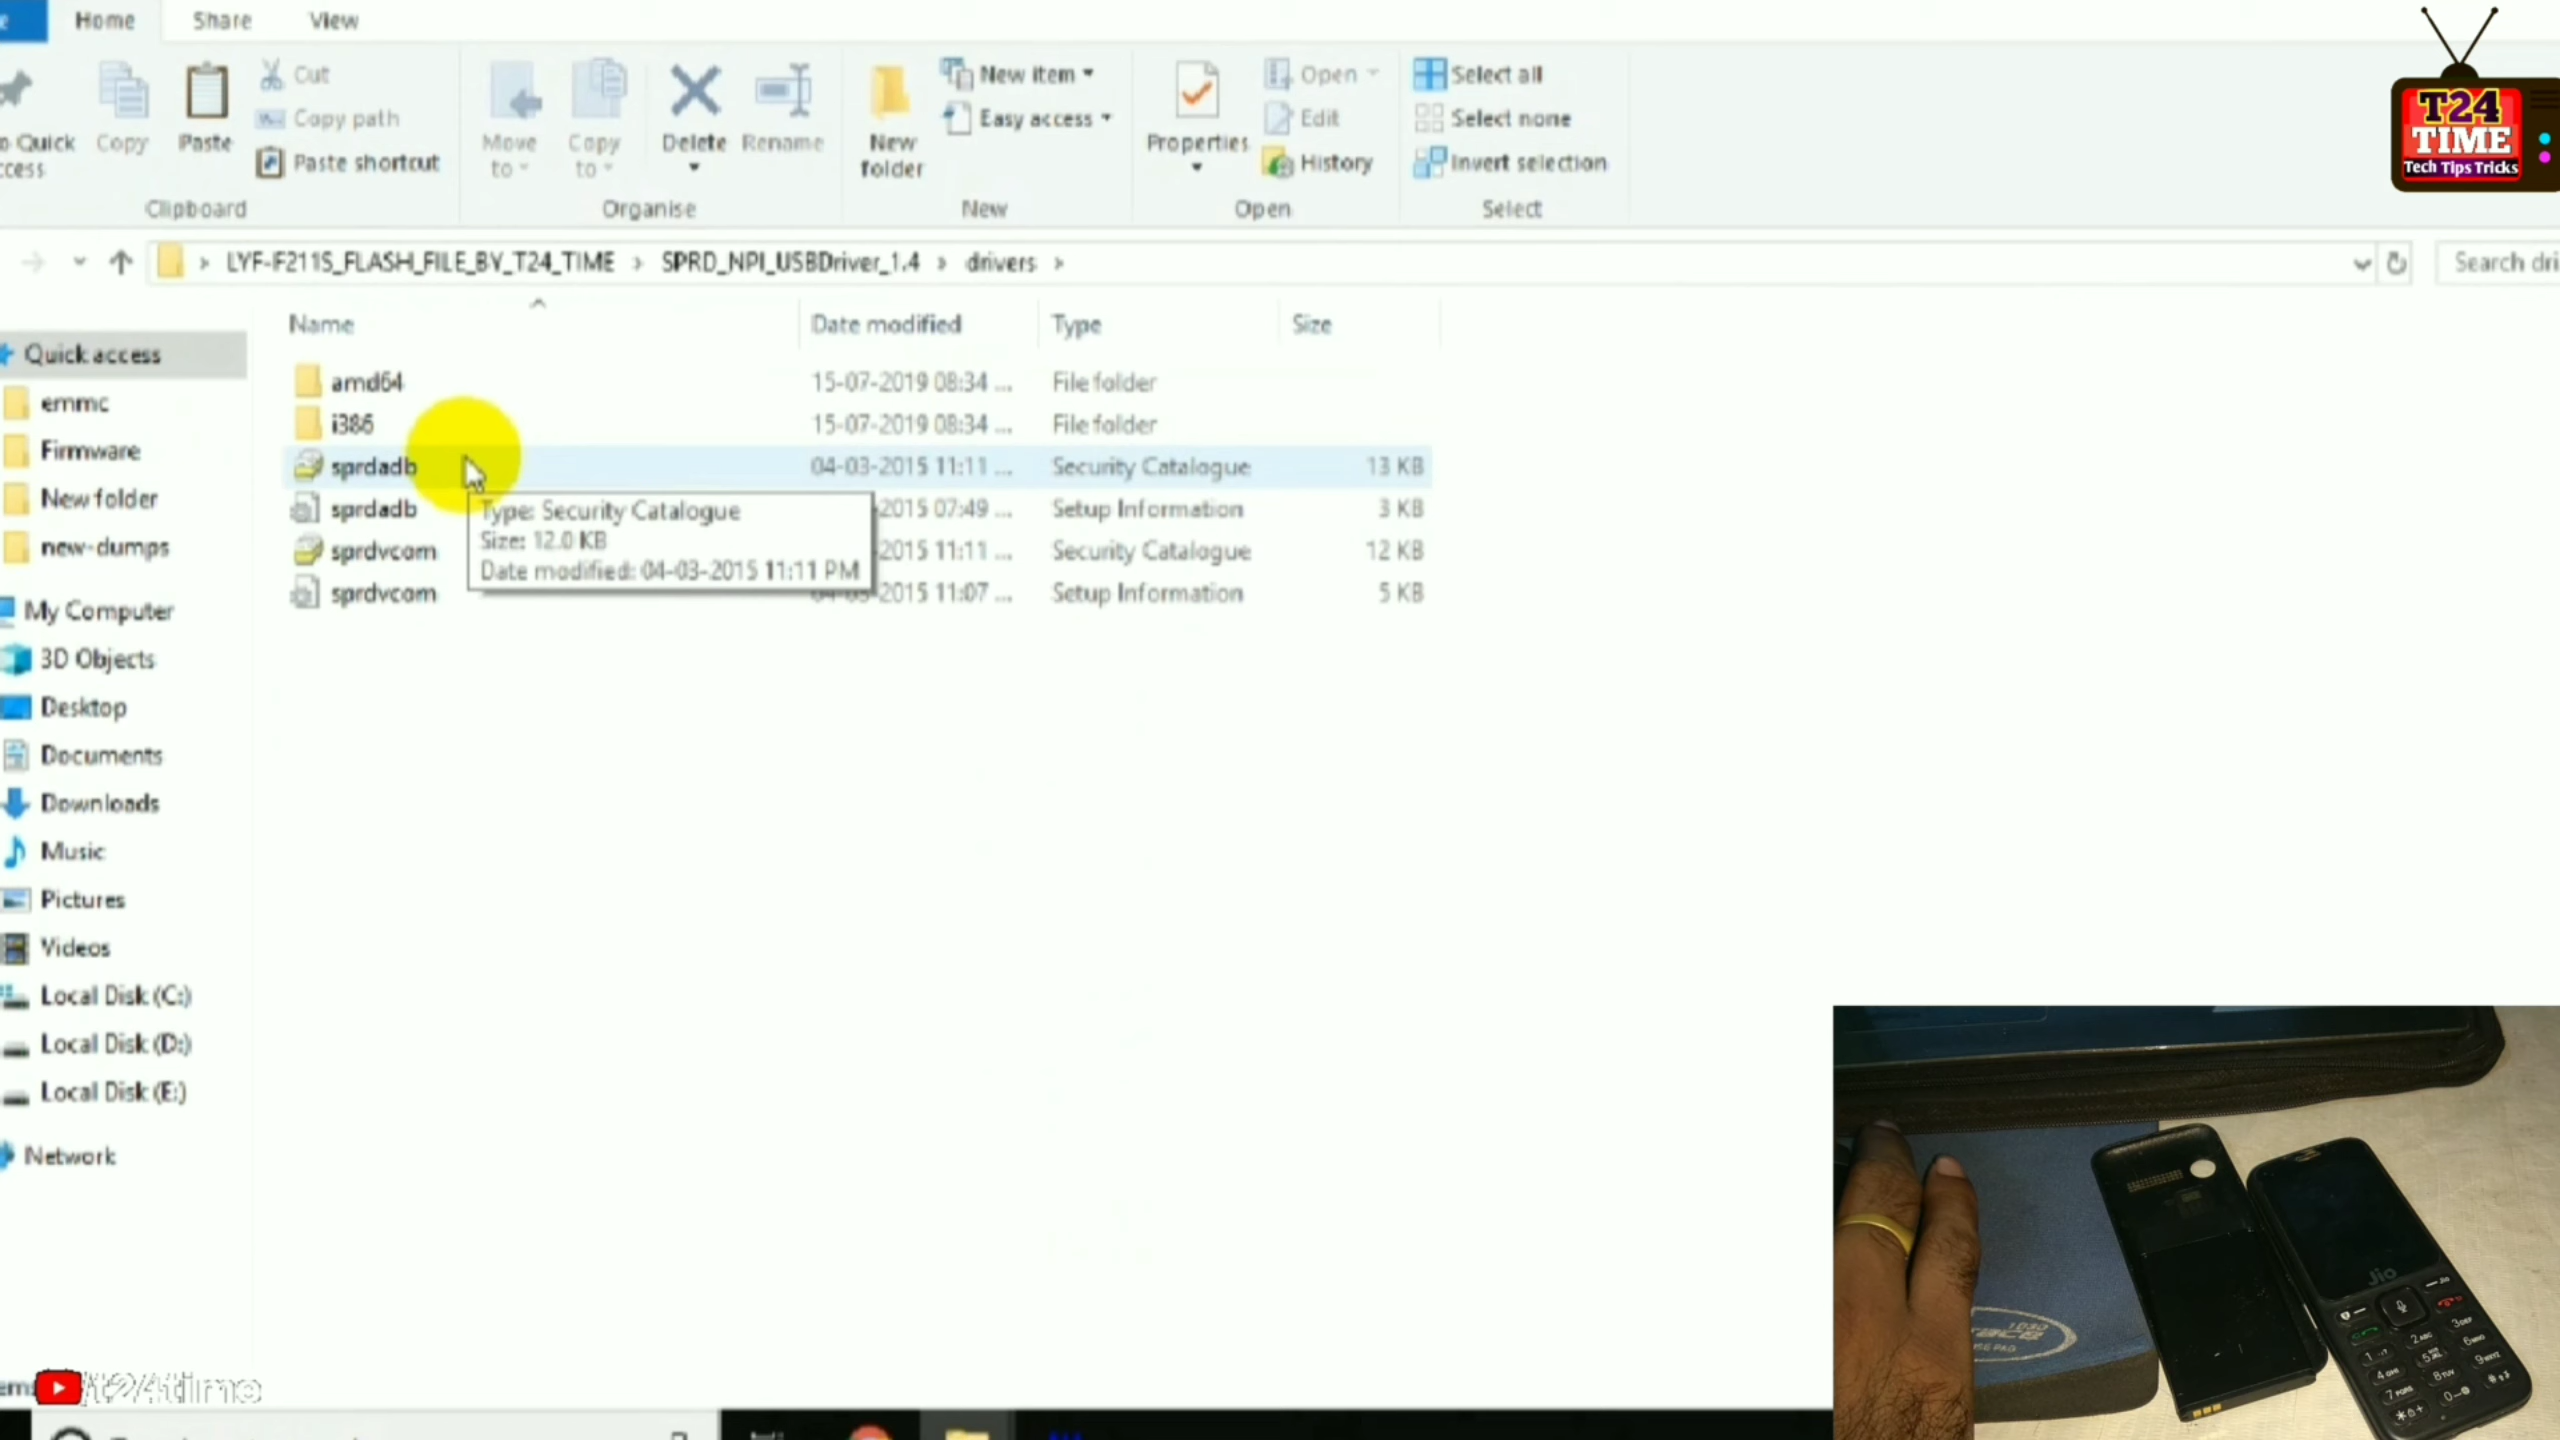 Home Share View
Cut
Copy path
Paste shortcut
Quick
Copy
Paste
Clipboard
Move to
Copy to
Delete
Rename
Organise
New folder
New item
Easy access
New
Properties
Open
Edit
History
Open
Select all
Select none
Invert selection
Select
T24
TIME
Tech Tips Tricks
LYF-F211S_FLASH_FILE_BY_T24_TIME › SPRD_NPI_USBDriver_1.4 › drivers ›
Search dri
Name Date modified Type Size
amd64 15-07-2019 08:34 ... File folder
i386 15-07-2019 08:34 ... File folder
sprdadb 04-03-2015 11:11 ... Security Catalogue 13 KB
sprdadb 2015 07:49 ... Setup Information 3 KB
sprdvcom 2015 11:11 ... Security Catalogue 12 KB
sprdvcom 2015 11:07 ... Setup Information 5 KB
Type: Security Catalogue
Size: 12.0 KB
Date modified: 04-03-2015 11:11 PM
Quick access
emmc
Firmware
New folder
new-dumps
My Computer
3D Objects
Desktop
Documents
Downloads
Music
Pictures
Videos
Local Disk (C:)
Local Disk (D:)
Local Disk (E:)
Network
/t24time
Jio